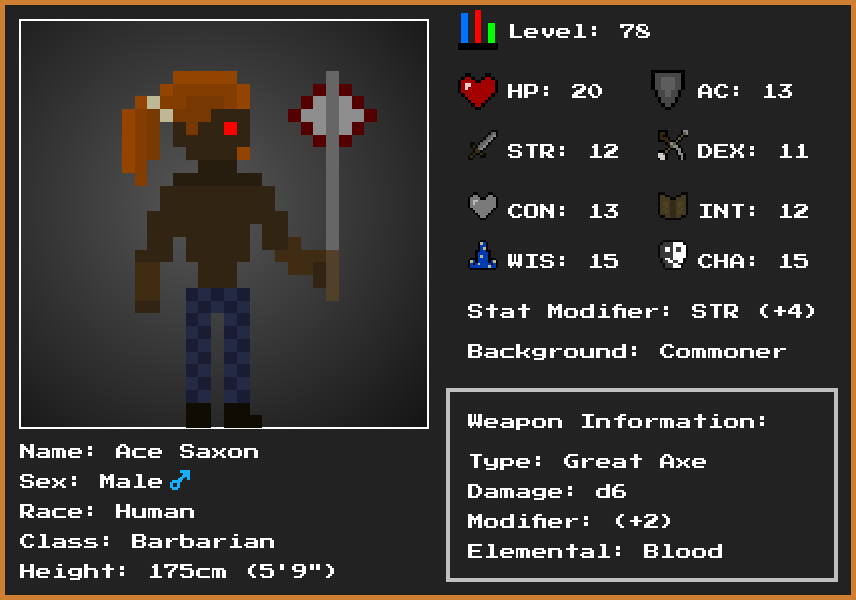 Level: 78
HP: 20
AC: 13
STR: 12
DEX: 11
CON: 13
INT: 12
WIS: 15
CHA: 15
Stat Modifier: STR (+4)
Background: Commoner
Weapon Information:
Type: Great Axe
Damage: d6
Modifier: (+2)
Elemental: Blood
Name: Ace Saxon
Sex: Male♂
Race: Human
Class: Barbarian
Height: 175cm (5'9")